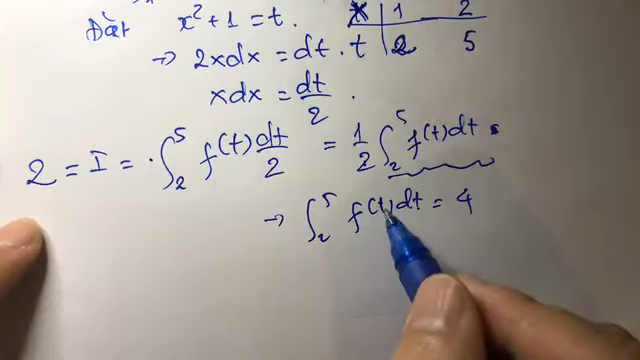 Đặt x² + 1 = t. x | 1 2
→ 2xdx = dt . t | 2 5
xdx = dt/2 .
2 = I = ∫₂⁵ f(t) dt/2 = 1/2 ∫₂⁵ f(t)dt
→ ∫₂⁵ f(t)dt = 4